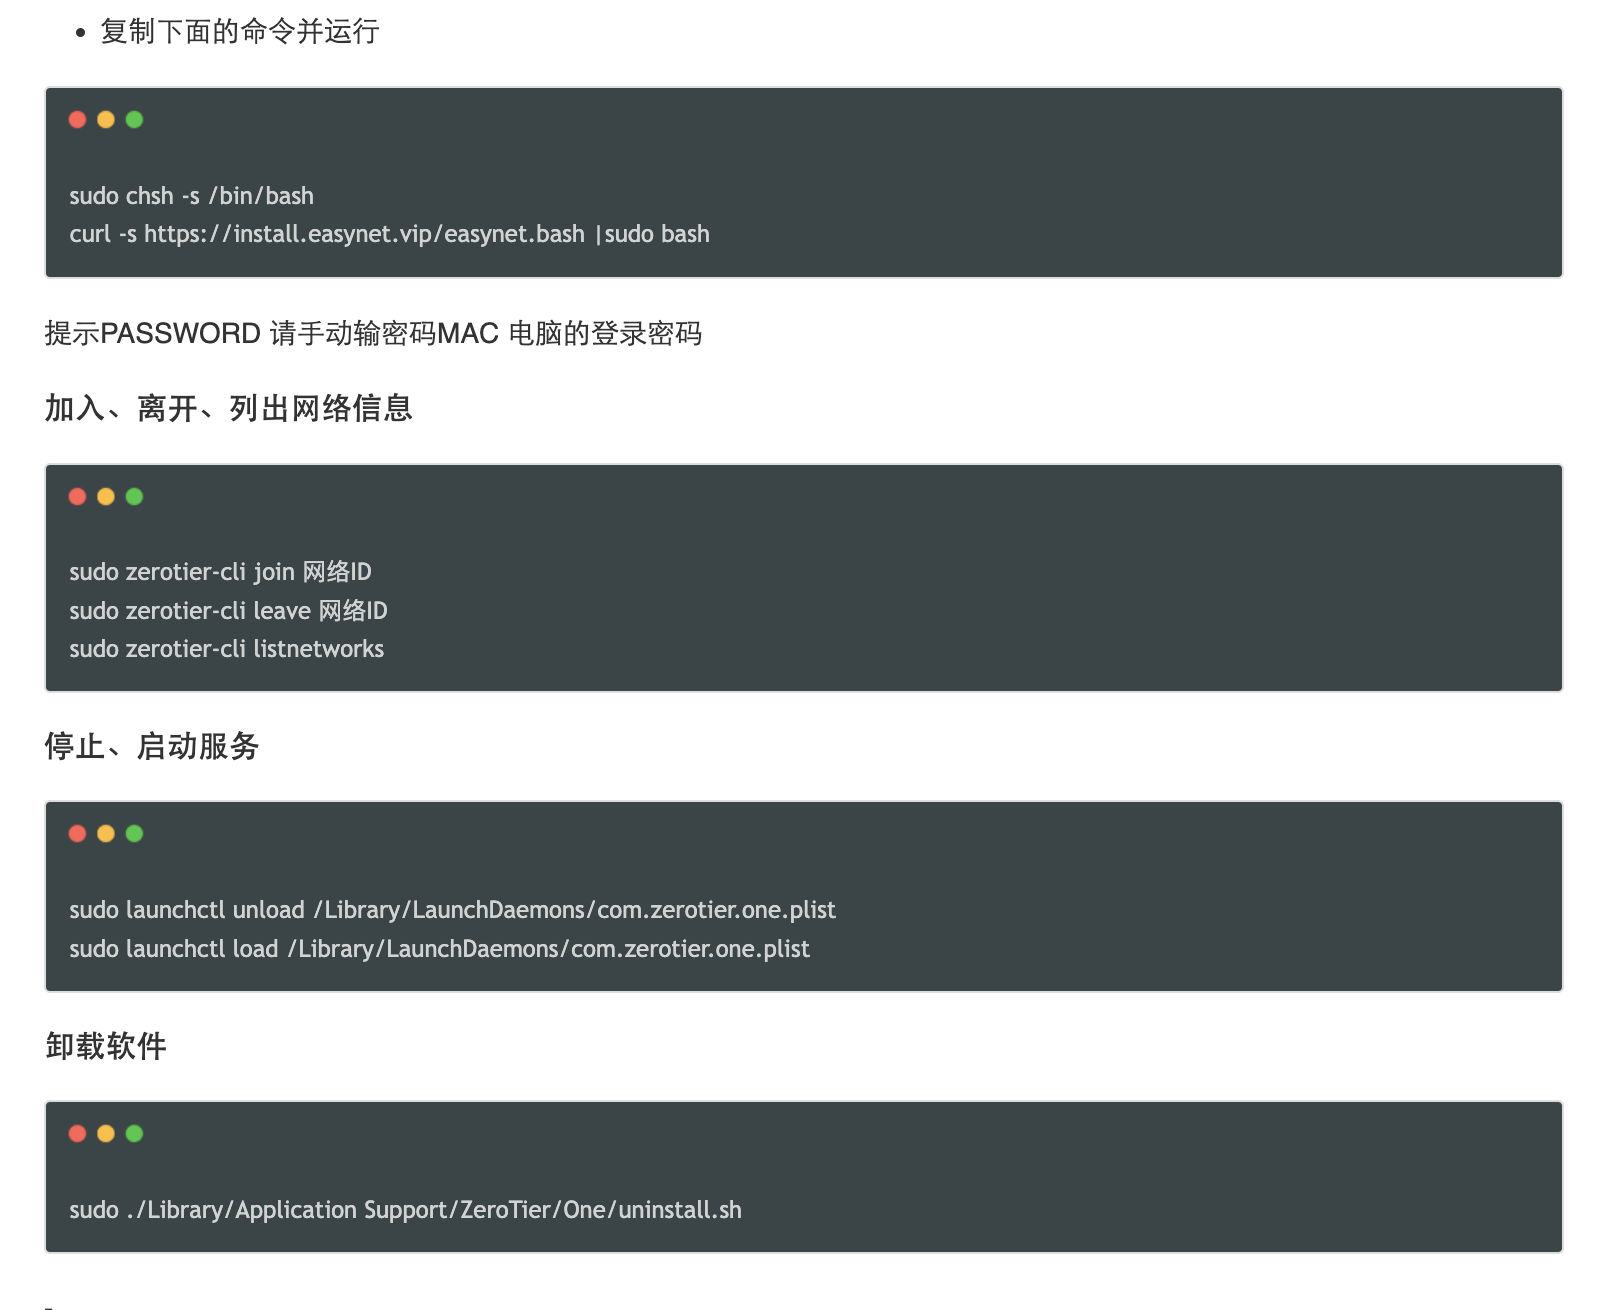 复制下面的命令并运行
sudo chsh -s /bin/bash
curl -s https://install.easynet.vip/easynet.bash |sudo bash
提示PASSWORD 请手动输密码MAC 电脑的登录密码
加入、离开、列出网络信息
sudo zerotier-cli join 网络ID
sudo zerotier-cli leave 网络ID
sudo zerotier-cli listnetworks
停止、启动服务
sudo launchctl unload /Library/LaunchDaemons/com.zerotier.one.plist
sudo launchctl load /Library/LaunchDaemons/com.zerotier.one.plist
卸载软件
sudo ./Library/Application Support/ZeroTier/One/uninstall.sh